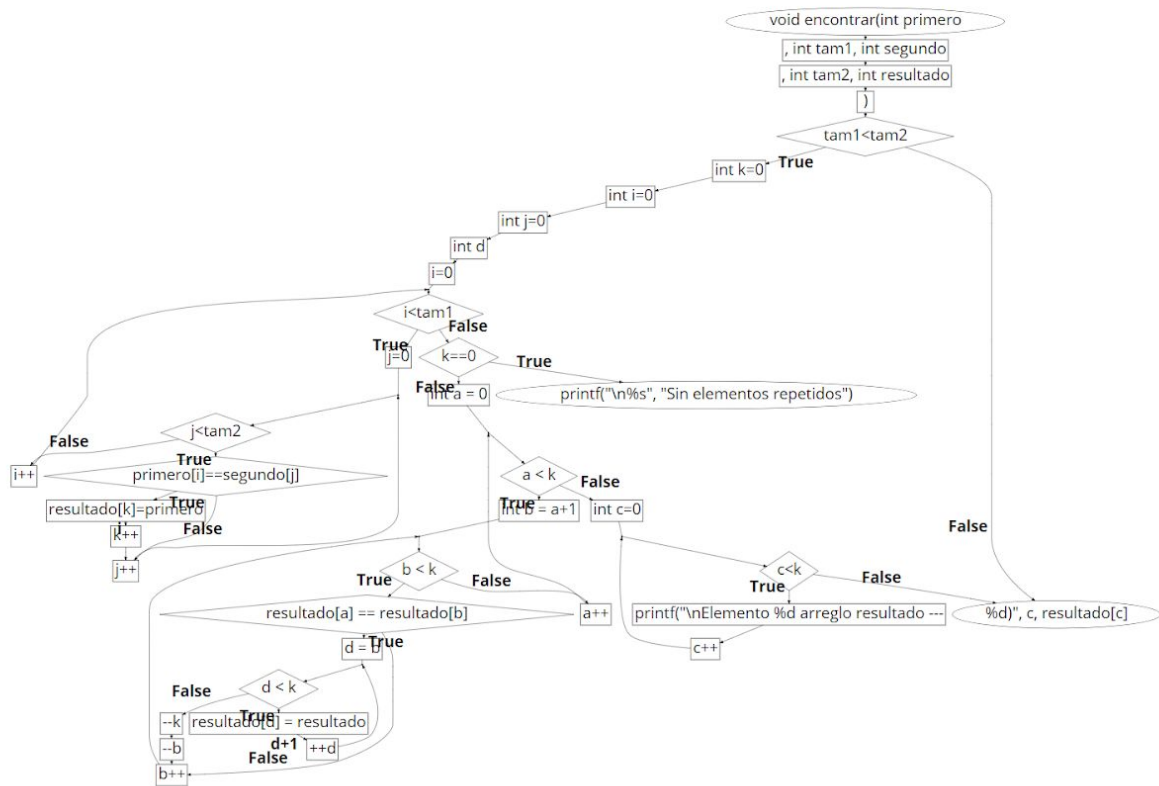 void encontrar(int primero
, int tam1, int segundo
, int tam2, int resultado
)
tam1<tam2
True
int k=0
int i=0
int j=0
int d
i=0
i<tam1
False
True
j=0
k==0
True
False
int a = 0
printf("\n%s", "Sin elementos repetidos")
j<tam2
False
True
i++
primero[i]==segundo[j]
a < k
False
True
resultado[k]=primero
True
int b = a+1
int c=0
k++
False
False
j++
b < k
True
False
c<k
True
False
resultado[a] == resultado[b]
a++
printf("\nElemento %d arreglo resultado ---
%d)", c, resultado[c]
True
d = b
c++
d < k
False
True
--k
resultado[d] = resultado
d+1
++d
--b
False
b++